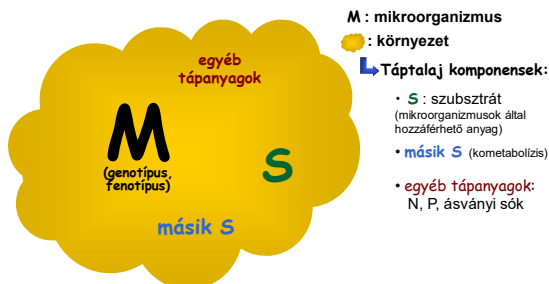 egyéb
tápanyagok
M
(genotípus,
fenotípus)
S
másik S
M : mikroorganizmus
: környezet
Táptalaj komponensek:
• S : szubsztrát
(mikroorganizmusok által
hozzáférhető anyag)
• másik S (kometabolízis)
• egyéb tápanyagok:
N, P, ásványi sók